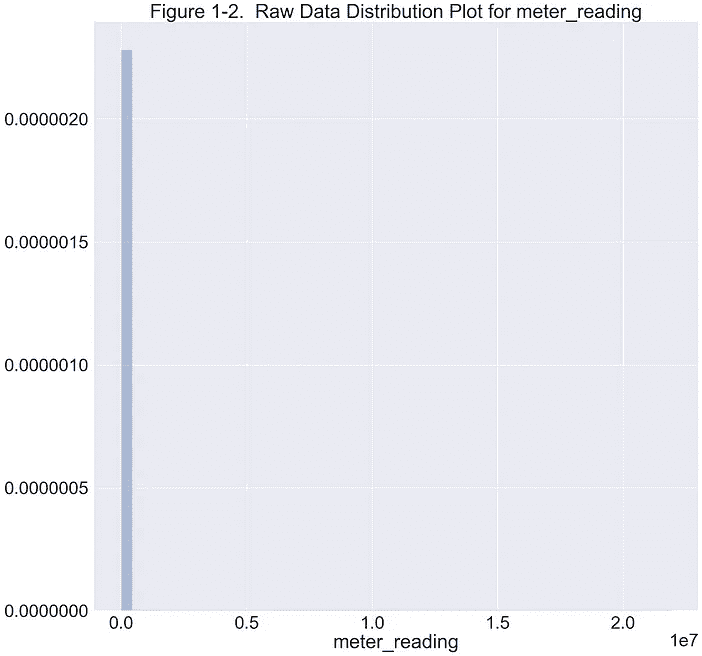 Figure 1-2.  Raw Data Distribution Plot for meter_reading
0.0000020
0.0000015
0.0000010
0.0000005
0.0000000
0.0 0.5 1.0 1.5 2.0
meter_reading
1e7